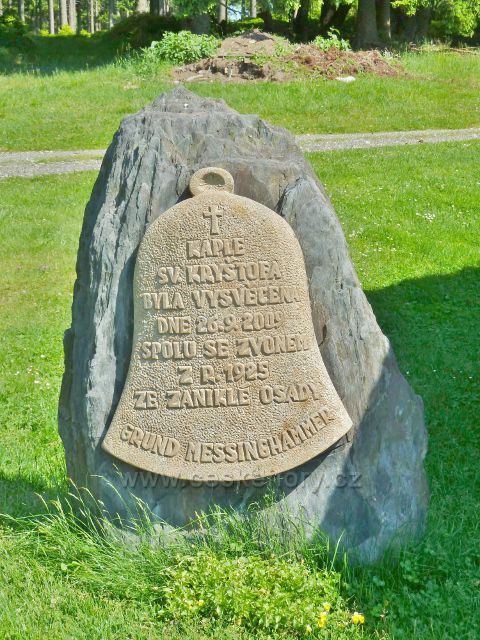 KAPLE
SV. KRYŠTOFA
BYLA VYSVĚCENA
DNE 26.9.2009
SPOLU SE ZVONEM
Z R. 1925
ZE ZANIKLÉ OSADY
GRUND MESSINGHAMMER
www.ceskehory.cz